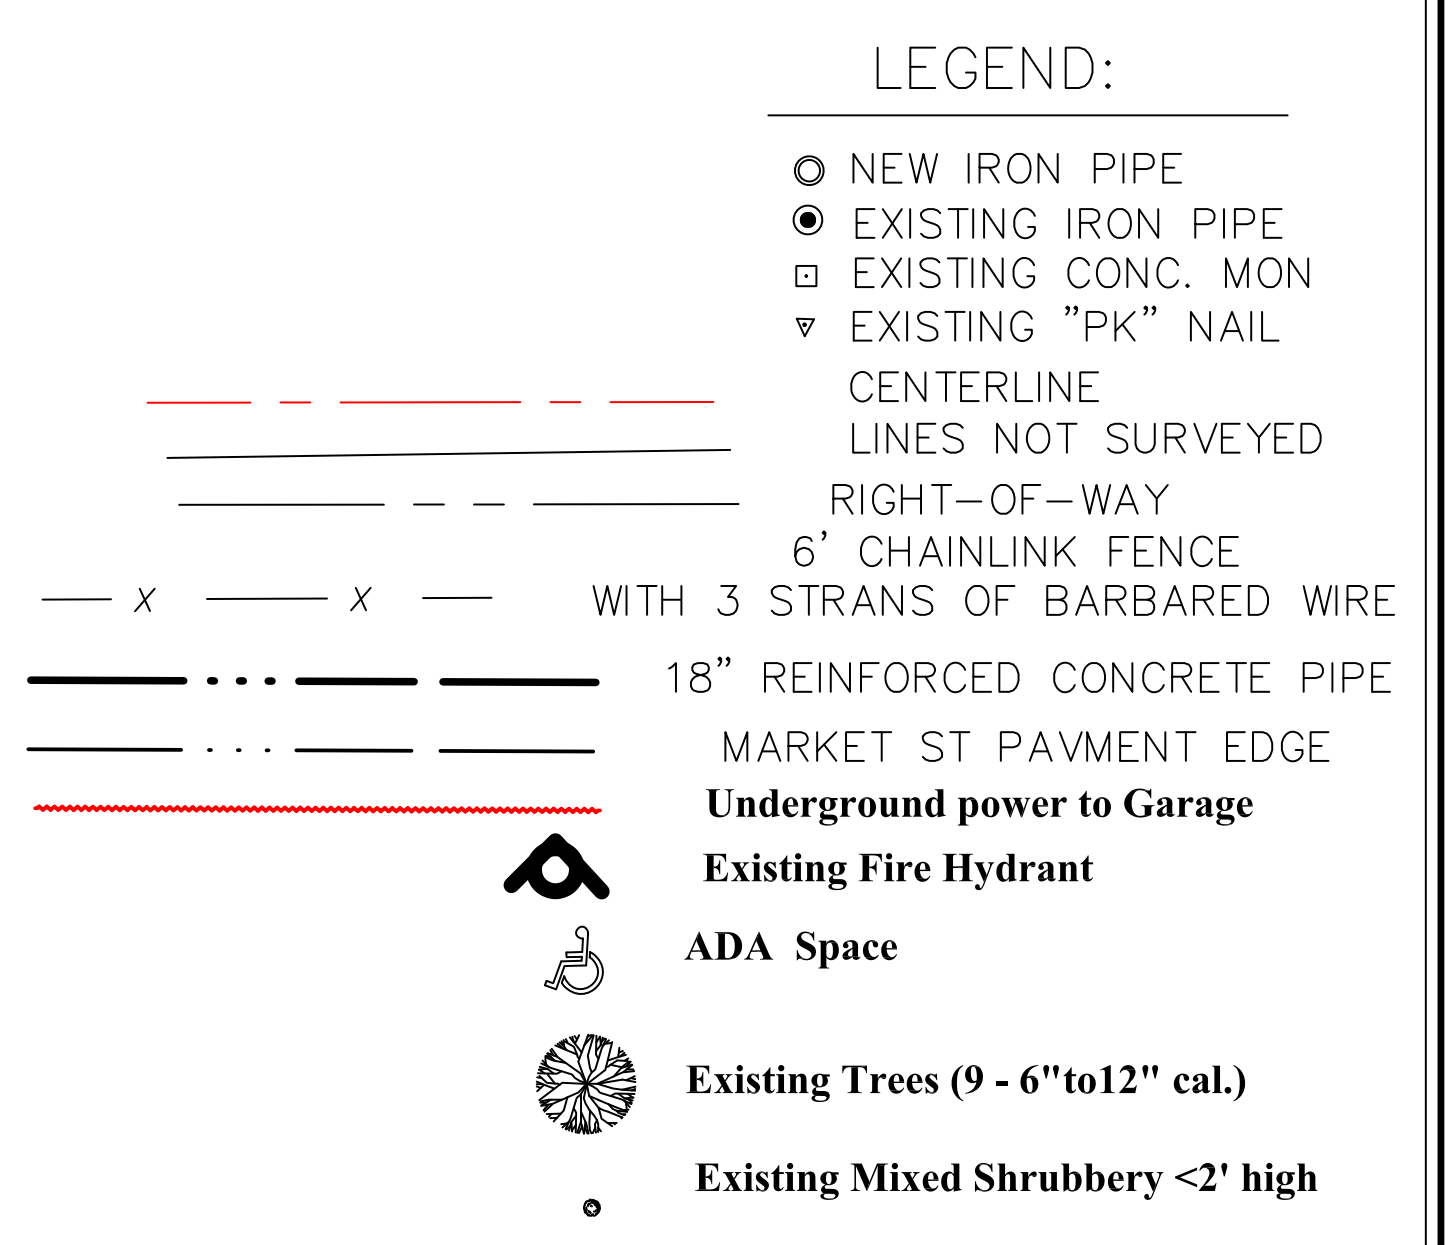 LEGEND:
NEW IRON PIPE
EXISTING IRON PIPE
EXISTING CONC. MON
EXISTING "PK" NAIL
CENTERLINE
LINES NOT SURVEYED
RIGHT-OF-WAY
6' CHAINLINK FENCE
X X WITH 3 STRANS OF BARBARED WIRE
18" REINFORCED CONCRETE PIPE
MARKET ST PAVMENT EDGE
Underground power to Garage
Existing Fire Hydrant
ADA Space
Existing Trees (9 - 6"to12" cal.)
Existing Mixed Shrubbery <2' high